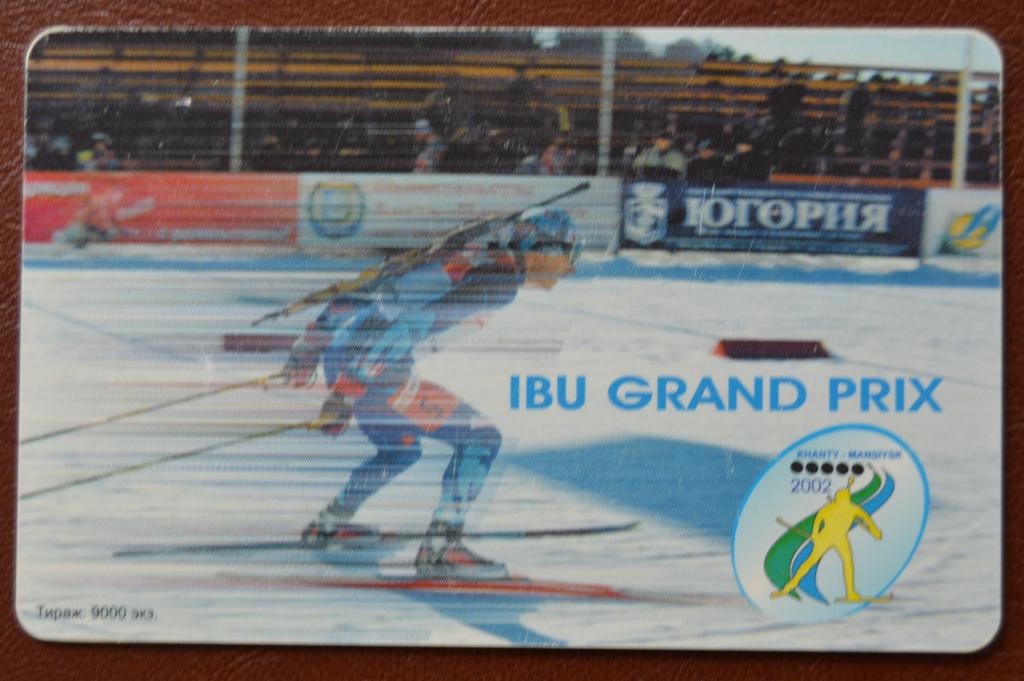 ЮГОРИЯ
IBU GRAND PRIX
KHANTY - MANSIYSK
2002
Тираж: 9000 экз.